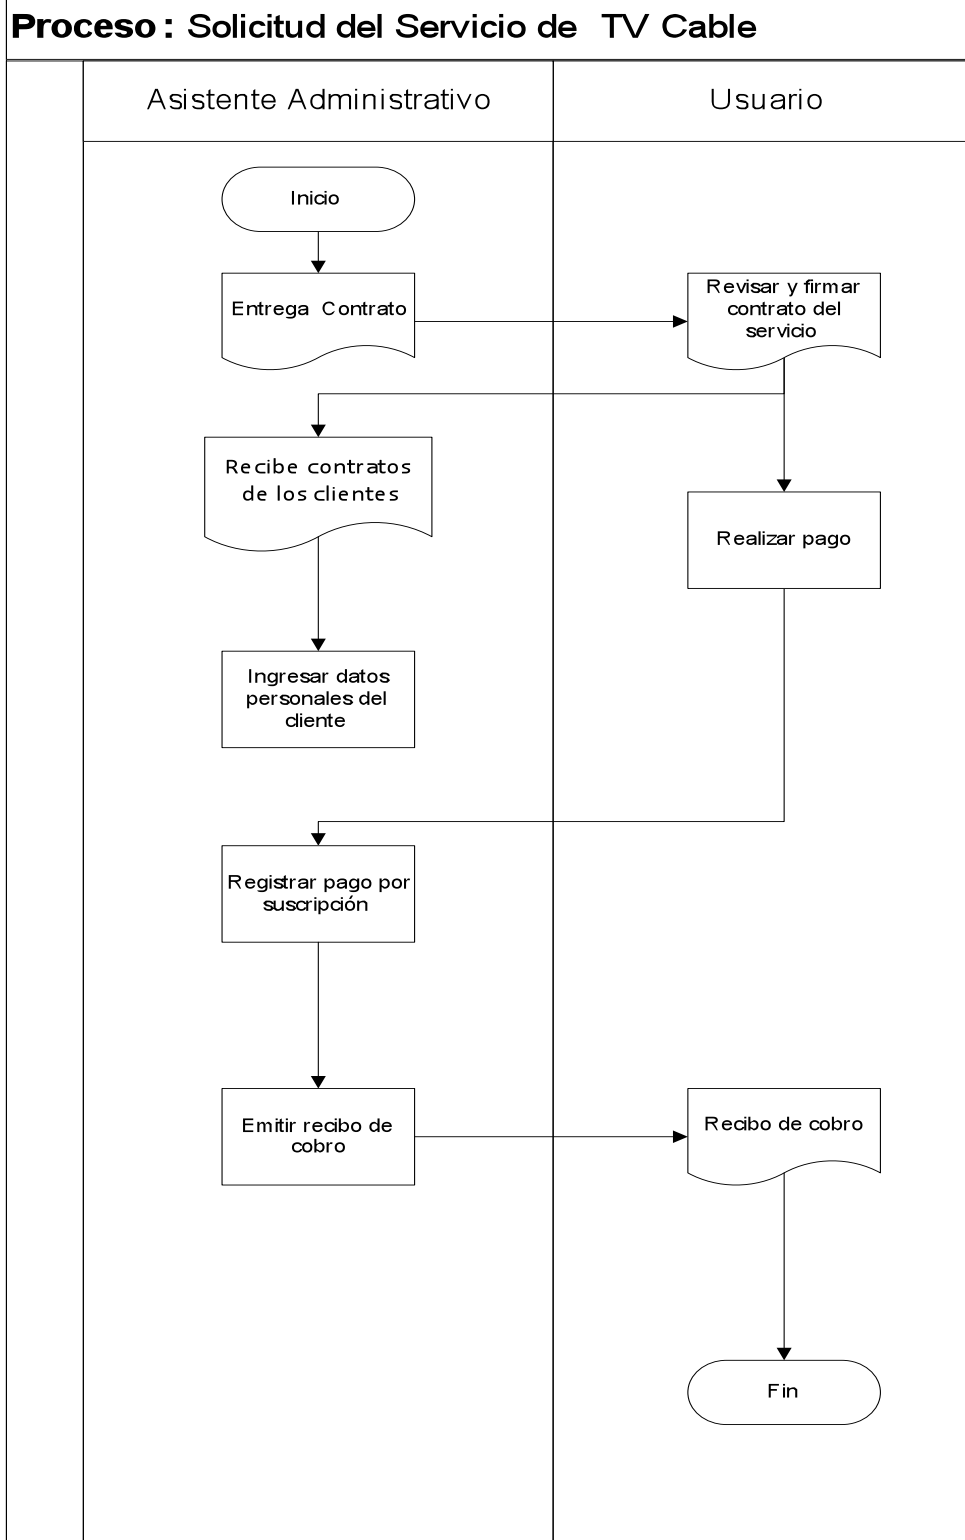 Proceso : Solicitud del Servicio de TV Cable
Asistente Administrativo
Usuario
Inicio
Entrega Contrato
Revisar y firmar
contrato del
servicio
Recibe contratos
de los clientes
Realizar pago
Ingresar datos
personales del
cliente
Registrar pago por
suscripción
Emitir recibo de
cobro
Recibo de cobro
Fin